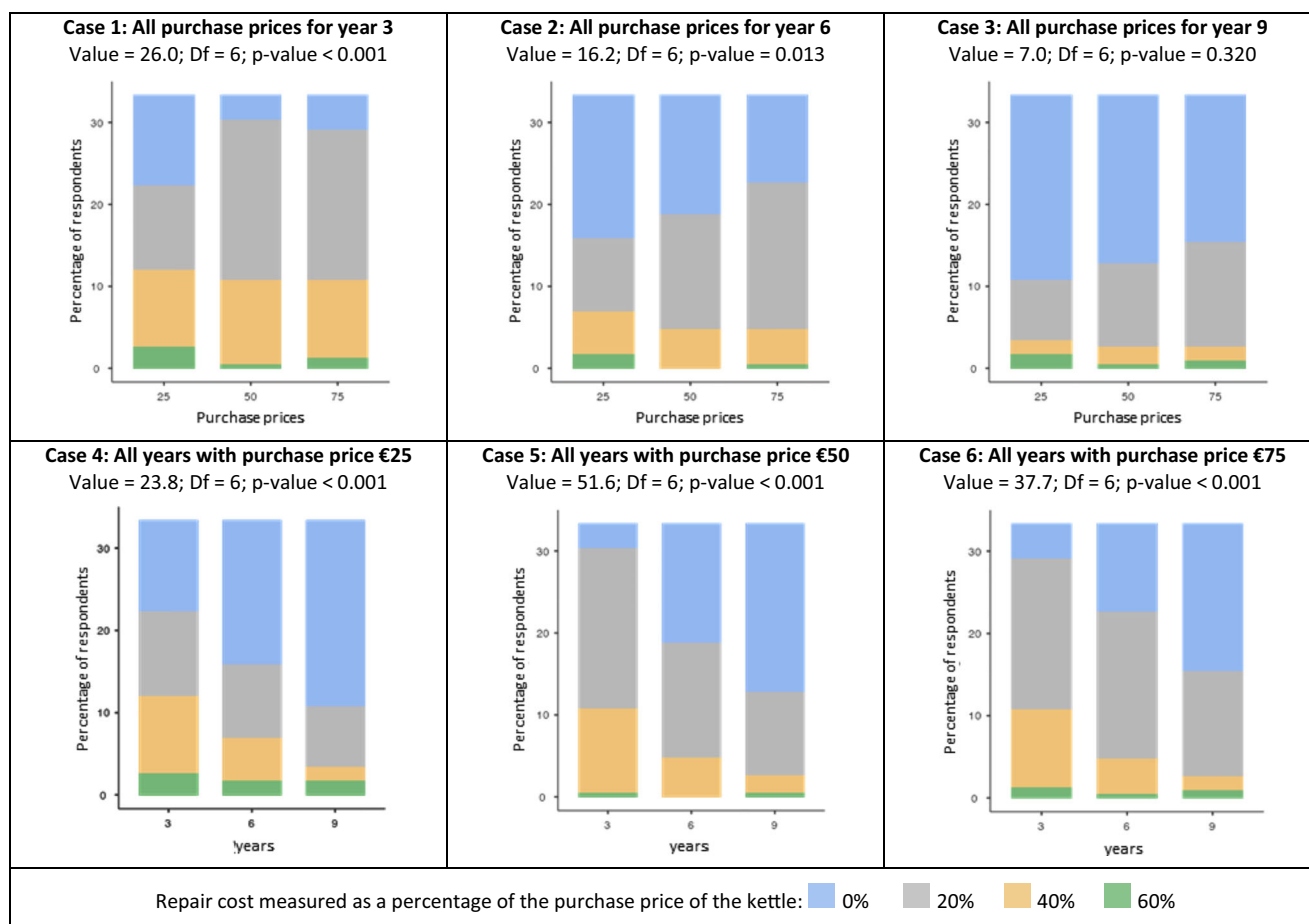 Case 1: All purchase prices for year 3
Value = 26.0; Df = 6; p-value < 0.001
Percentage of respondents
30
20
10
0
25 50 75
Purchase prices
Case 2: All purchase prices for year 6
Value = 16.2; Df = 6; p-value = 0.013
Percentage of respondents
30
20
10
0
25 50 75
Purchase prices
Case 3: All purchase prices for year 9
Value = 7.0; Df = 6; p-value = 0.320
Percentage of respondents
30
20
10
0
25 50 75
Purchase prices
Case 4: All years with purchase price €25
Value = 23.8; Df = 6; p-value < 0.001
Percentage of respondents
30
20
10
0
3 6 9
years
Case 5: All years with purchase price €50
Value = 51.6; Df = 6; p-value < 0.001
Percentage of respondents
30
20
10
0
3 6 9
years
Case 6: All years with purchase price €75
Value = 37.7; Df = 6; p-value < 0.001
Percentage of respondents
30
20
10
0
3 6 9
years
Repair cost measured as a percentage of the purchase price of the kettle: 0% 20% 40% 60%